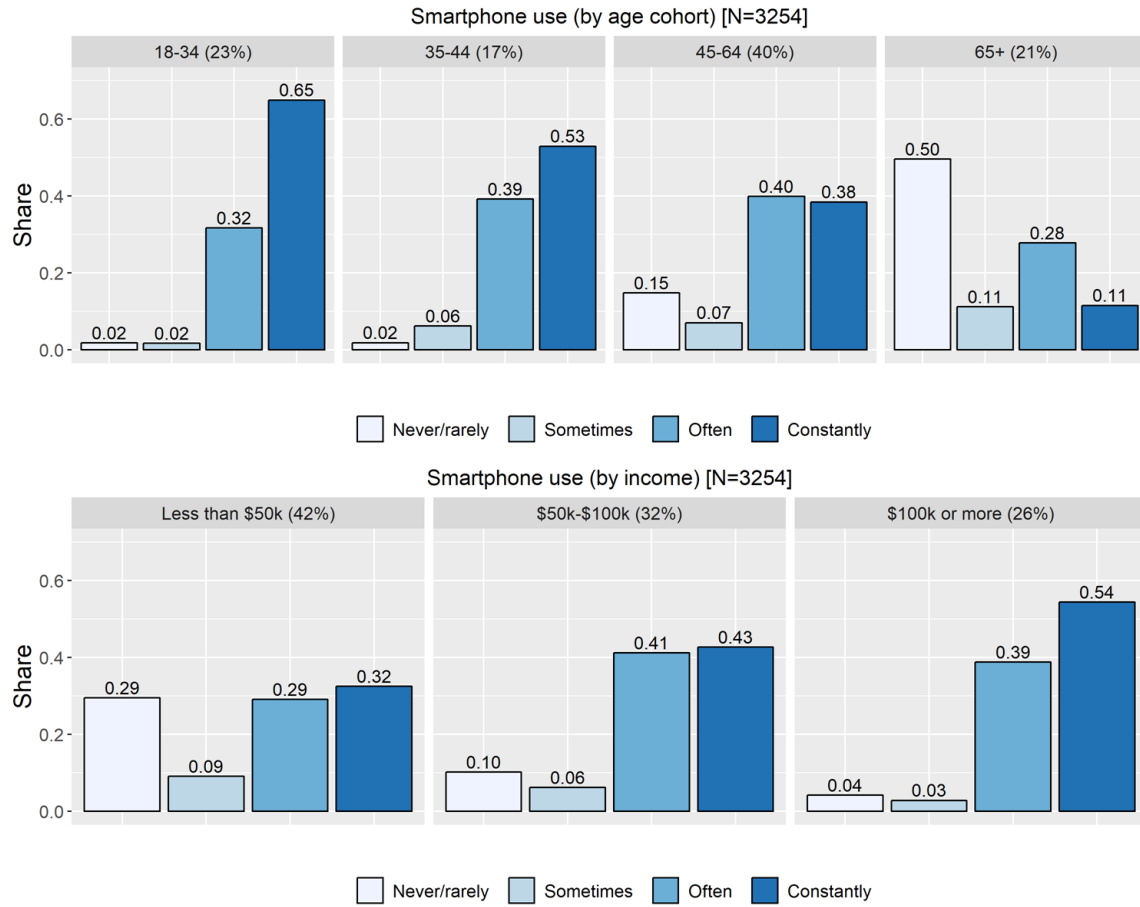 Smartphone use (by age cohort) [N=3254]
18-34 (23%) 35-44 (17%) 45-64 (40%) 65+ (21%)
Share
0.6
0.4
0.2
0.0
0.02 0.02 0.32 0.65
0.02 0.06 0.39 0.53
0.15 0.07 0.40 0.38
0.50 0.11 0.28 0.11
Never/rarely Sometimes Often Constantly
Smartphone use (by income) [N=3254]
Less than $50k (42%) $50k-$100k (32%) $100k or more (26%)
Share
0.6
0.4
0.2
0.0
0.29 0.09 0.29 0.32
0.10 0.06 0.41 0.43
0.04 0.03 0.39 0.54
Never/rarely Sometimes Often Constantly